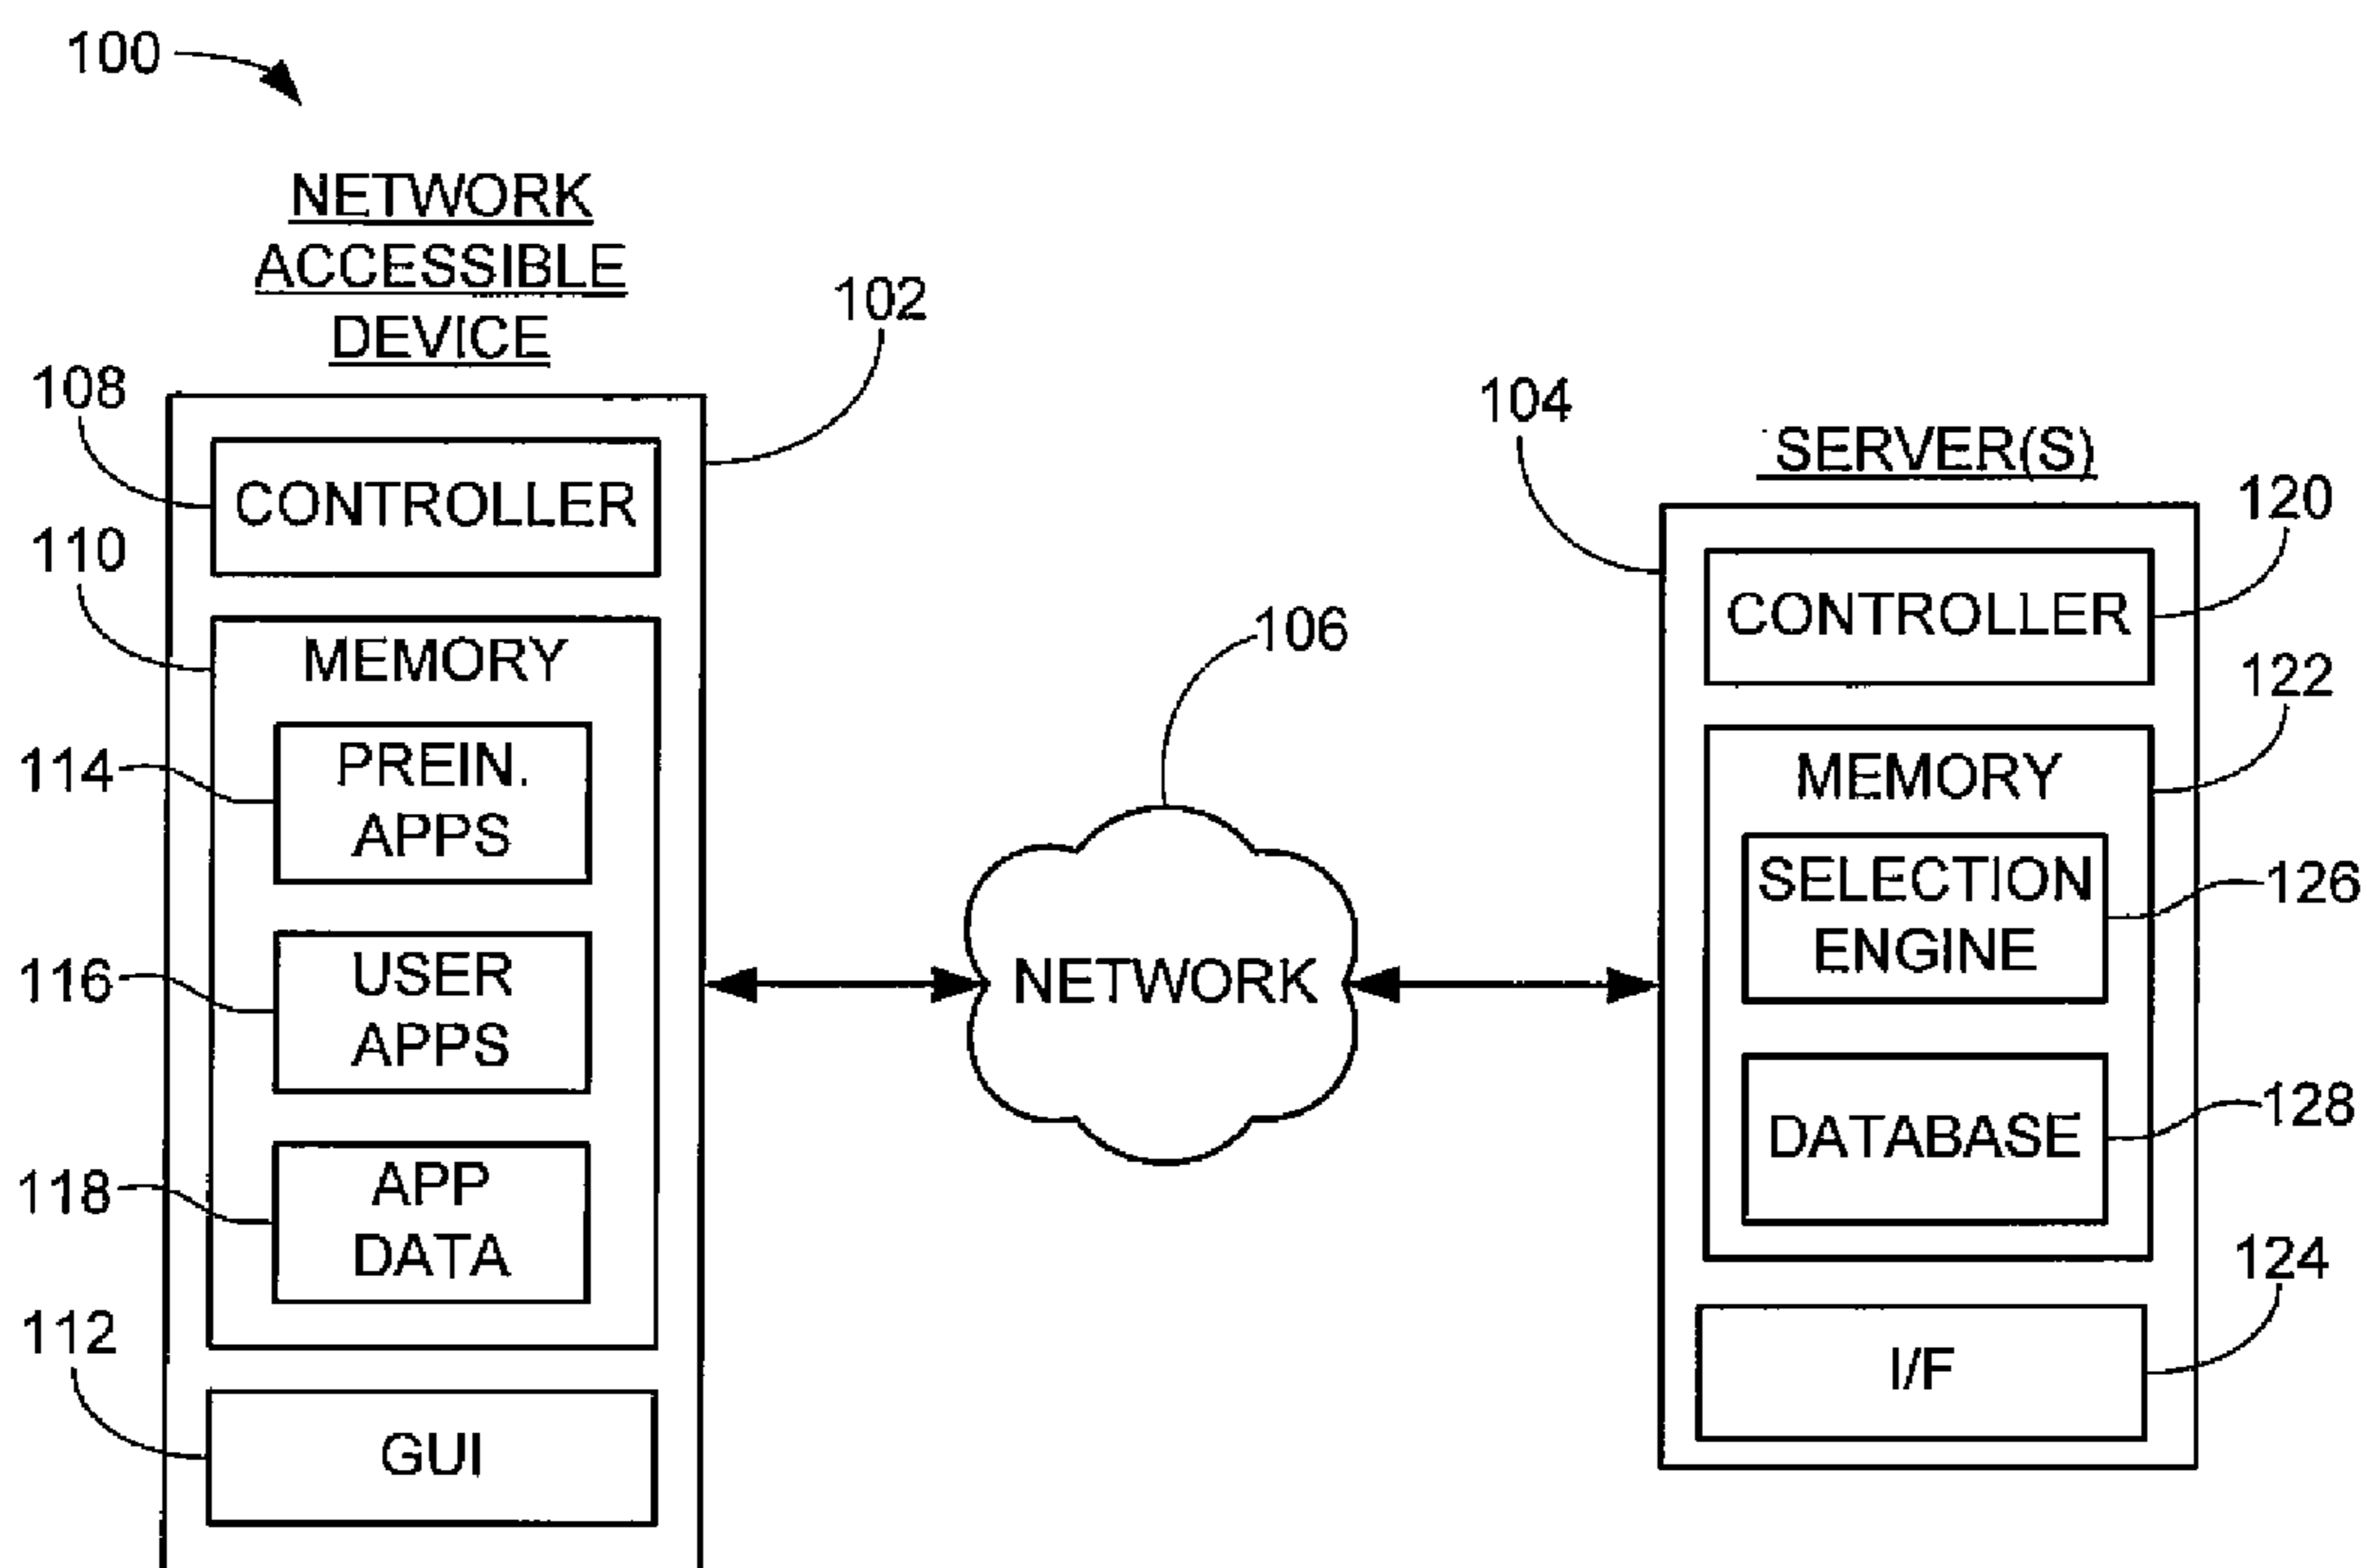 100
NETWORK
ACCESSIBLE
DEVICE
102
108
CONTROLLER
110
MEMORY
114
PREIN.
APPS
116
USER
APPS
118
APP
DATA
112
GUI
106
NETWORK
104
SERVER(S)
120
CONTROLLER
122
MEMORY
SELECTION
ENGINE
126
DATABASE
128
124
I/F